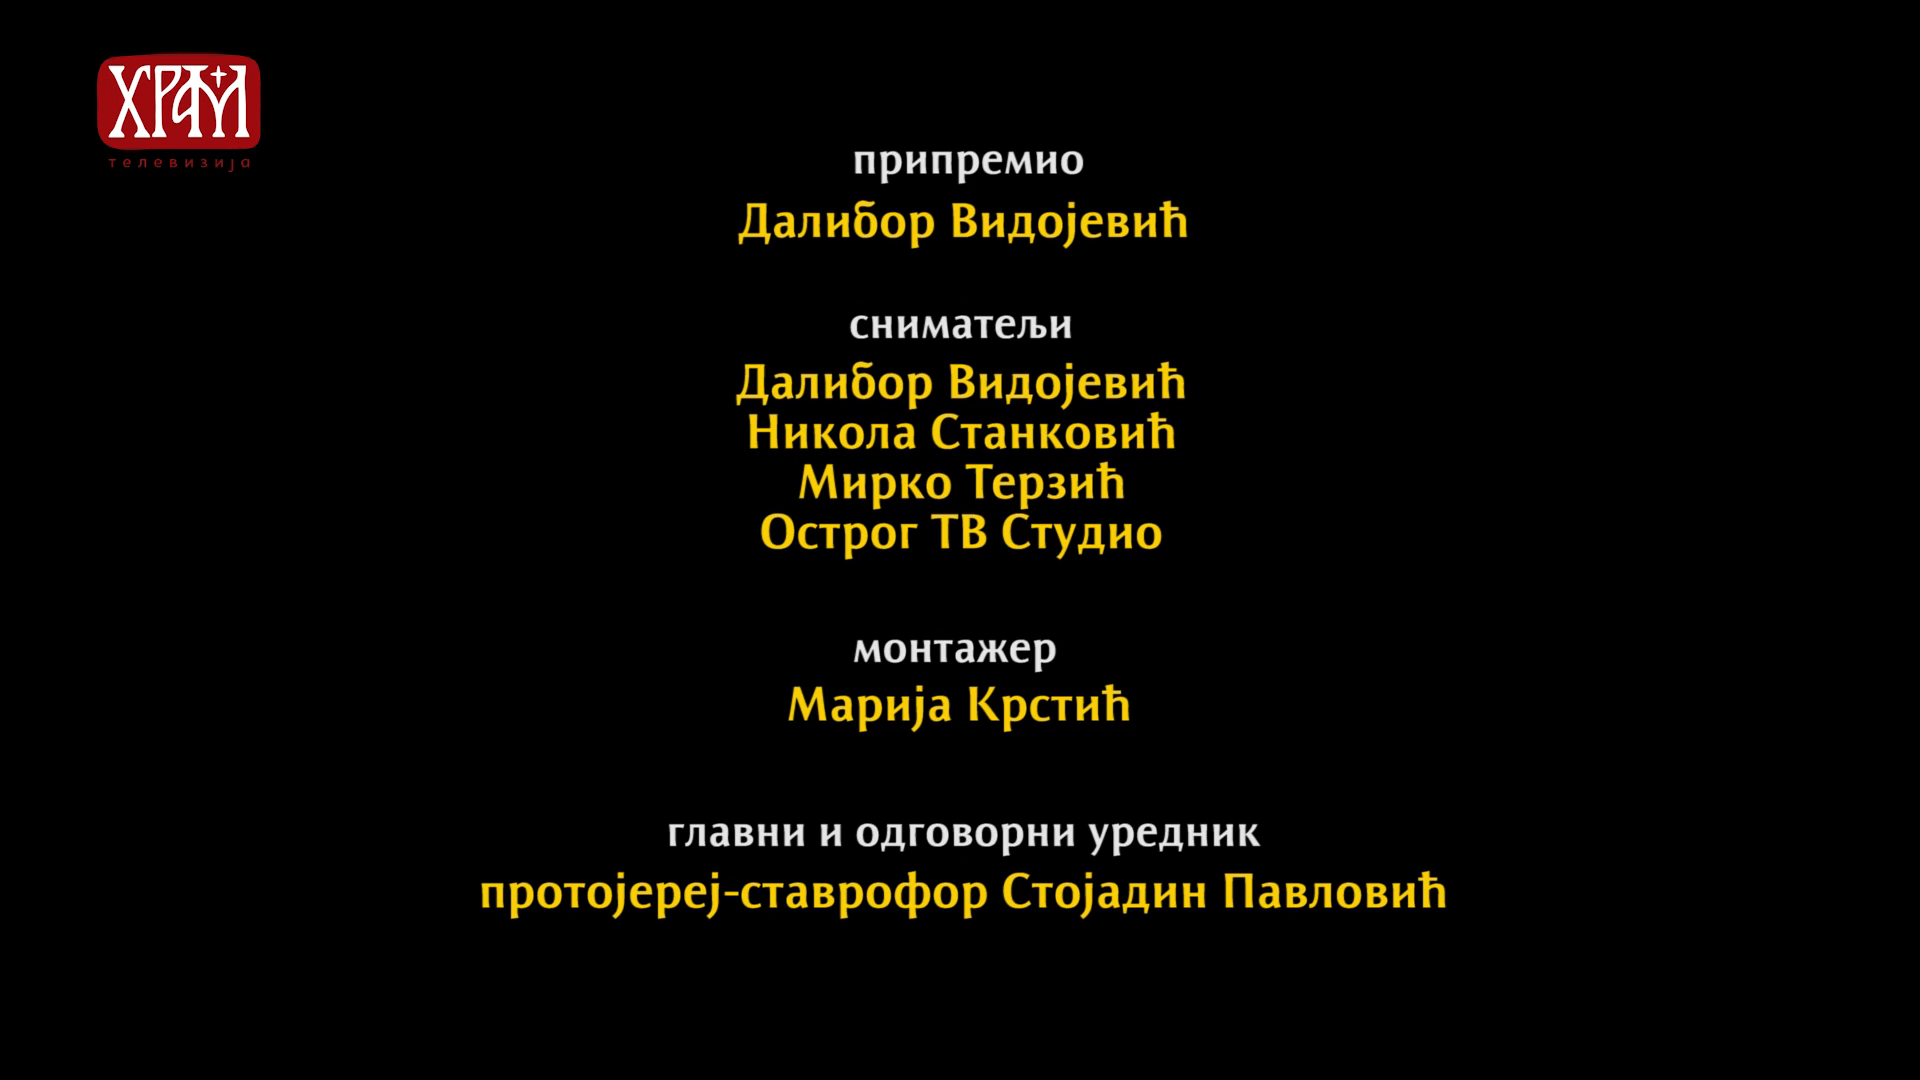 ХРАМ
телевизија
припремио
Далибор Видојевић
сниматељи
Далибор Видојевић
Никола Станковић
Мирко Терзић
Острог ТВ Студио
монтажер
Марија Крстић
главни и одговорни уредник
протојереј-ставрофор Стојадин Павловић